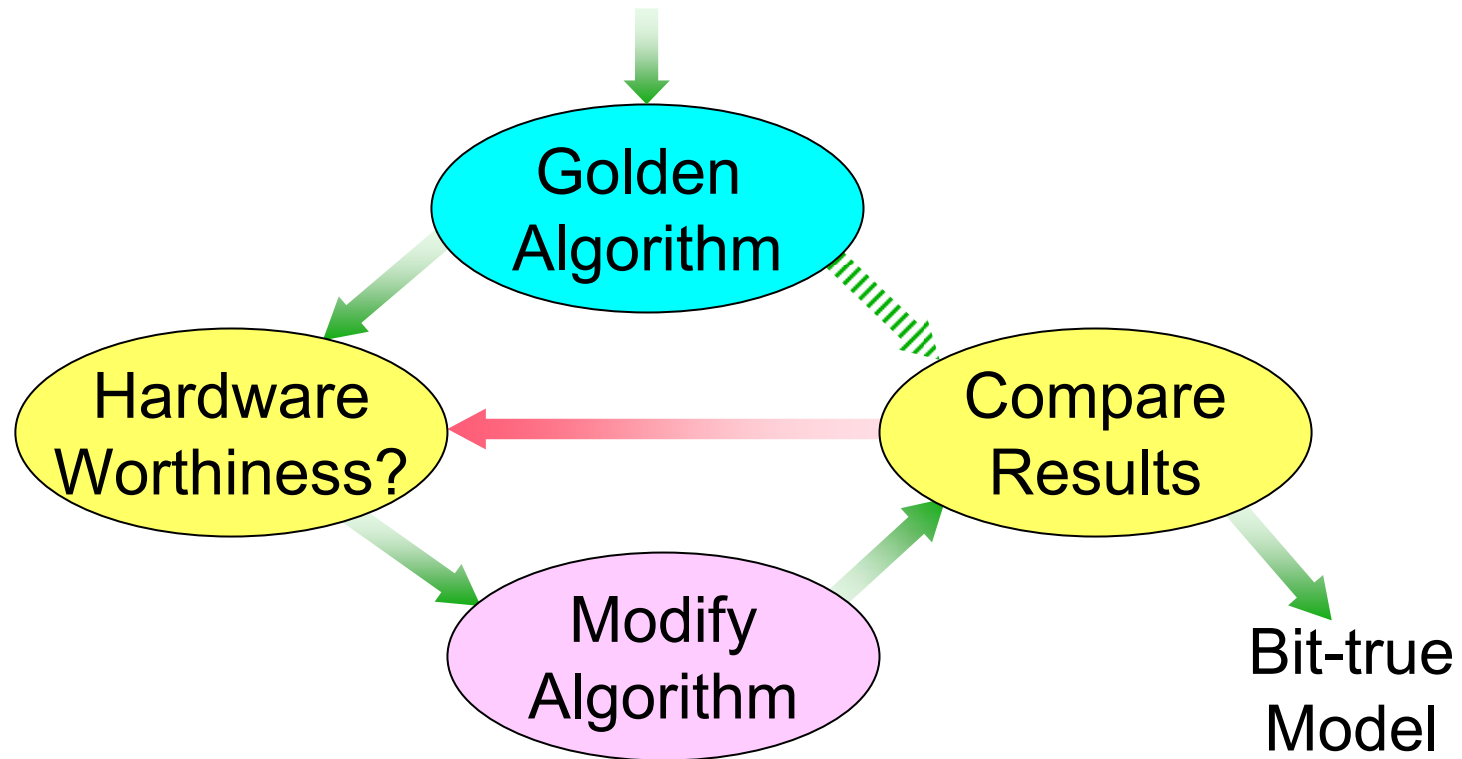 Golden
Algorithm
Hardware
Worthiness?
Compare
Results
Modify
Algorithm
Bit-true
Model